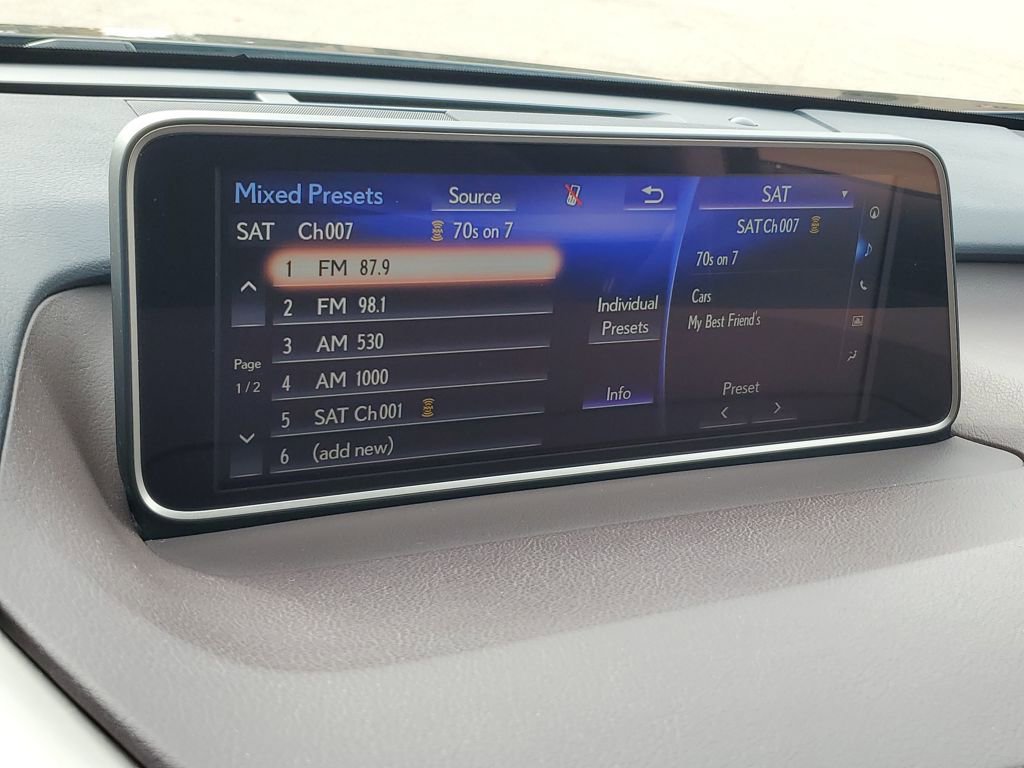 Mixed Presets Source SAT
SAT Ch007 70s on 7
SAT Ch007
70s on 7
1 FM 87.9
2 FM 98.1
3 AM 530
4 AM 1000
5 SAT Ch001
6 (add new)
Page
1/2
Individual
Presets
Info
Cars
My Best Friend's
Preset